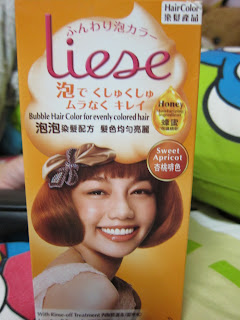 HairColor
染髮產品
ふんわり泡カラー
Liese
泡で くしゅくしゅ
ムラなく キレイ
Bubble Hair Color for evenly colored hair
泡泡染髮配方 髮色均勻亮麗
Honey
蜂蜜
Sweet
Apricot
杏桃啡色
With Rinse-off Treatment